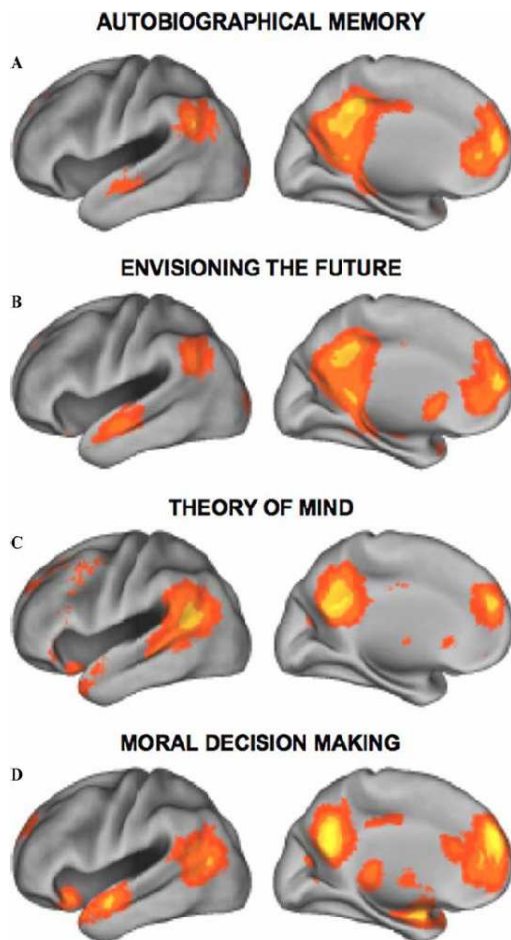 AUTOBIOGRAPHICAL MEMORY
A
ENVISIONING THE FUTURE
B
THEORY OF MIND
C
MORAL DECISION MAKING
D